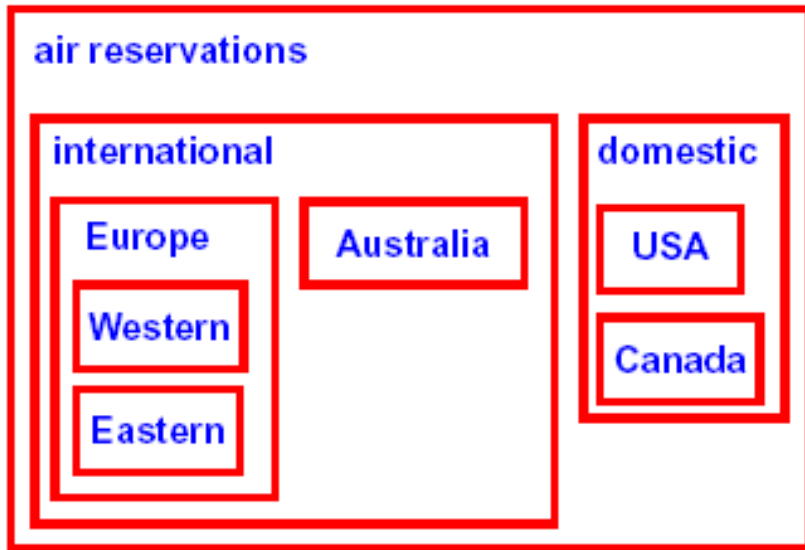 air reservations
international
domestic
Europe
Australia
USA
Western
Canada
Eastern